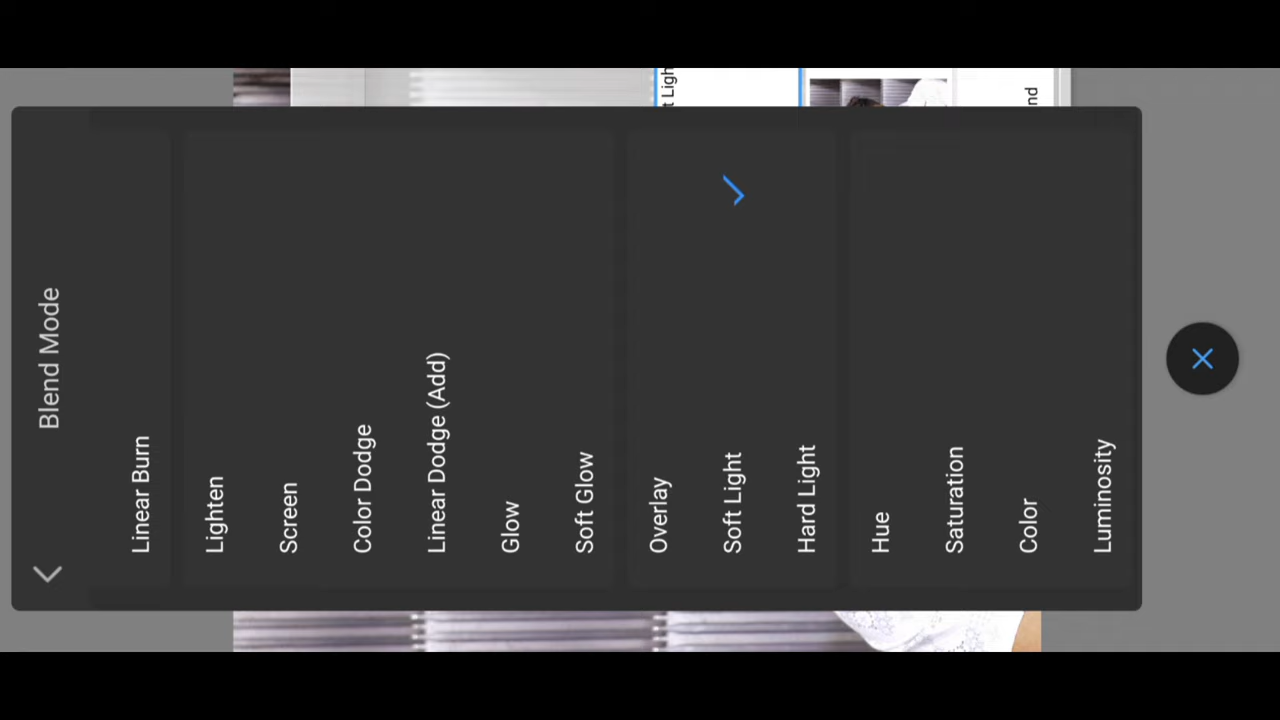 Blend Mode
Linear Burn
Lighten
Screen
Color Dodge
Linear Dodge (Add)
Glow
Soft Glow
Overlay
Soft Light
Hard Light
Hue
Saturation
Color
Luminosity